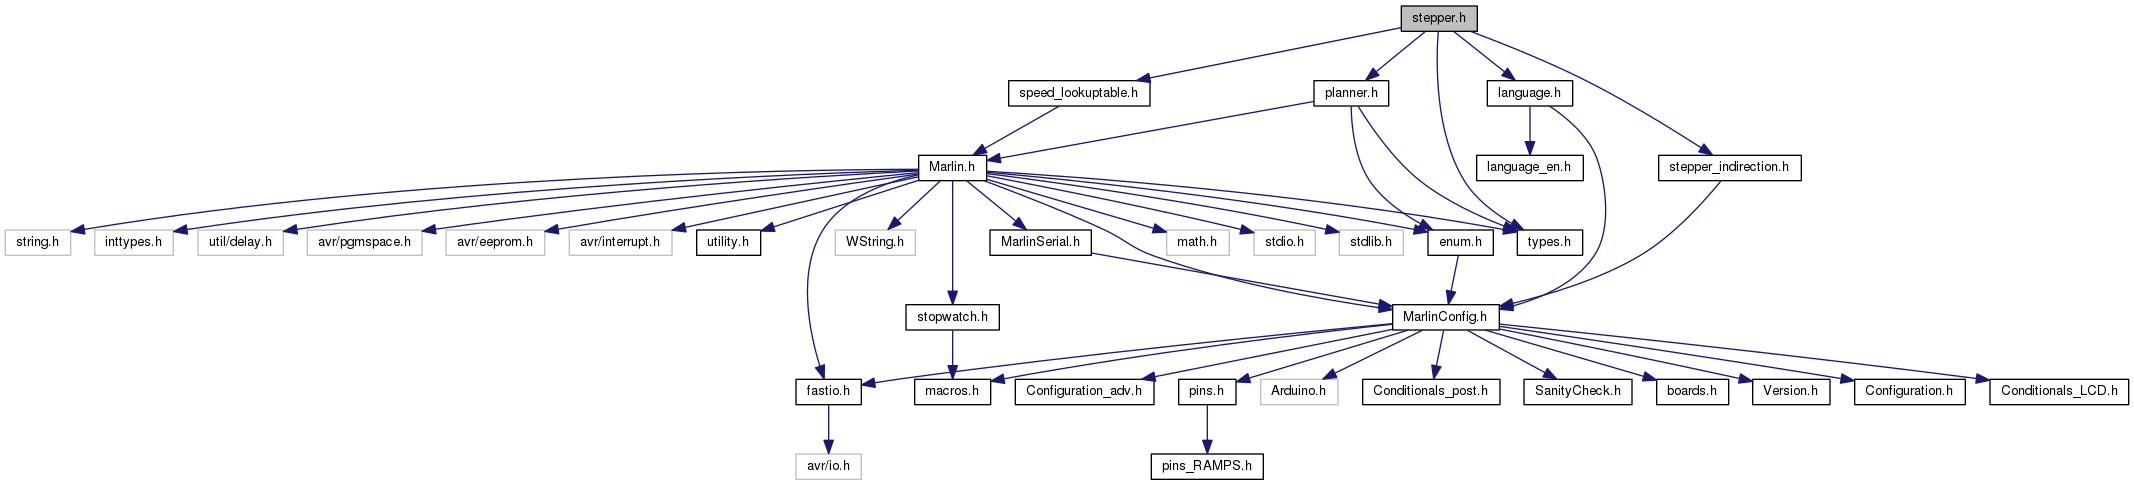 stepper.h
speed_lookuptable.h
planner.h
language.h
Marlin.h
language_en.h
stepper_indirection.h
string.h
inttypes.h
util/delay.h
avr/pgmspace.h
avr/eeprom.h
avr/interrupt.h
utility.h
WString.h
MarlinSerial.h
math.h
stdio.h
stdlib.h
enum.h
types.h
stopwatch.h
MarlinConfig.h
fastio.h
macros.h
Configuration_adv.h
pins.h
Arduino.h
Conditionals_post.h
SanityCheck.h
boards.h
Version.h
Configuration.h
Conditionals_LCD.h
avr/io.h
pins_RAMPS.h